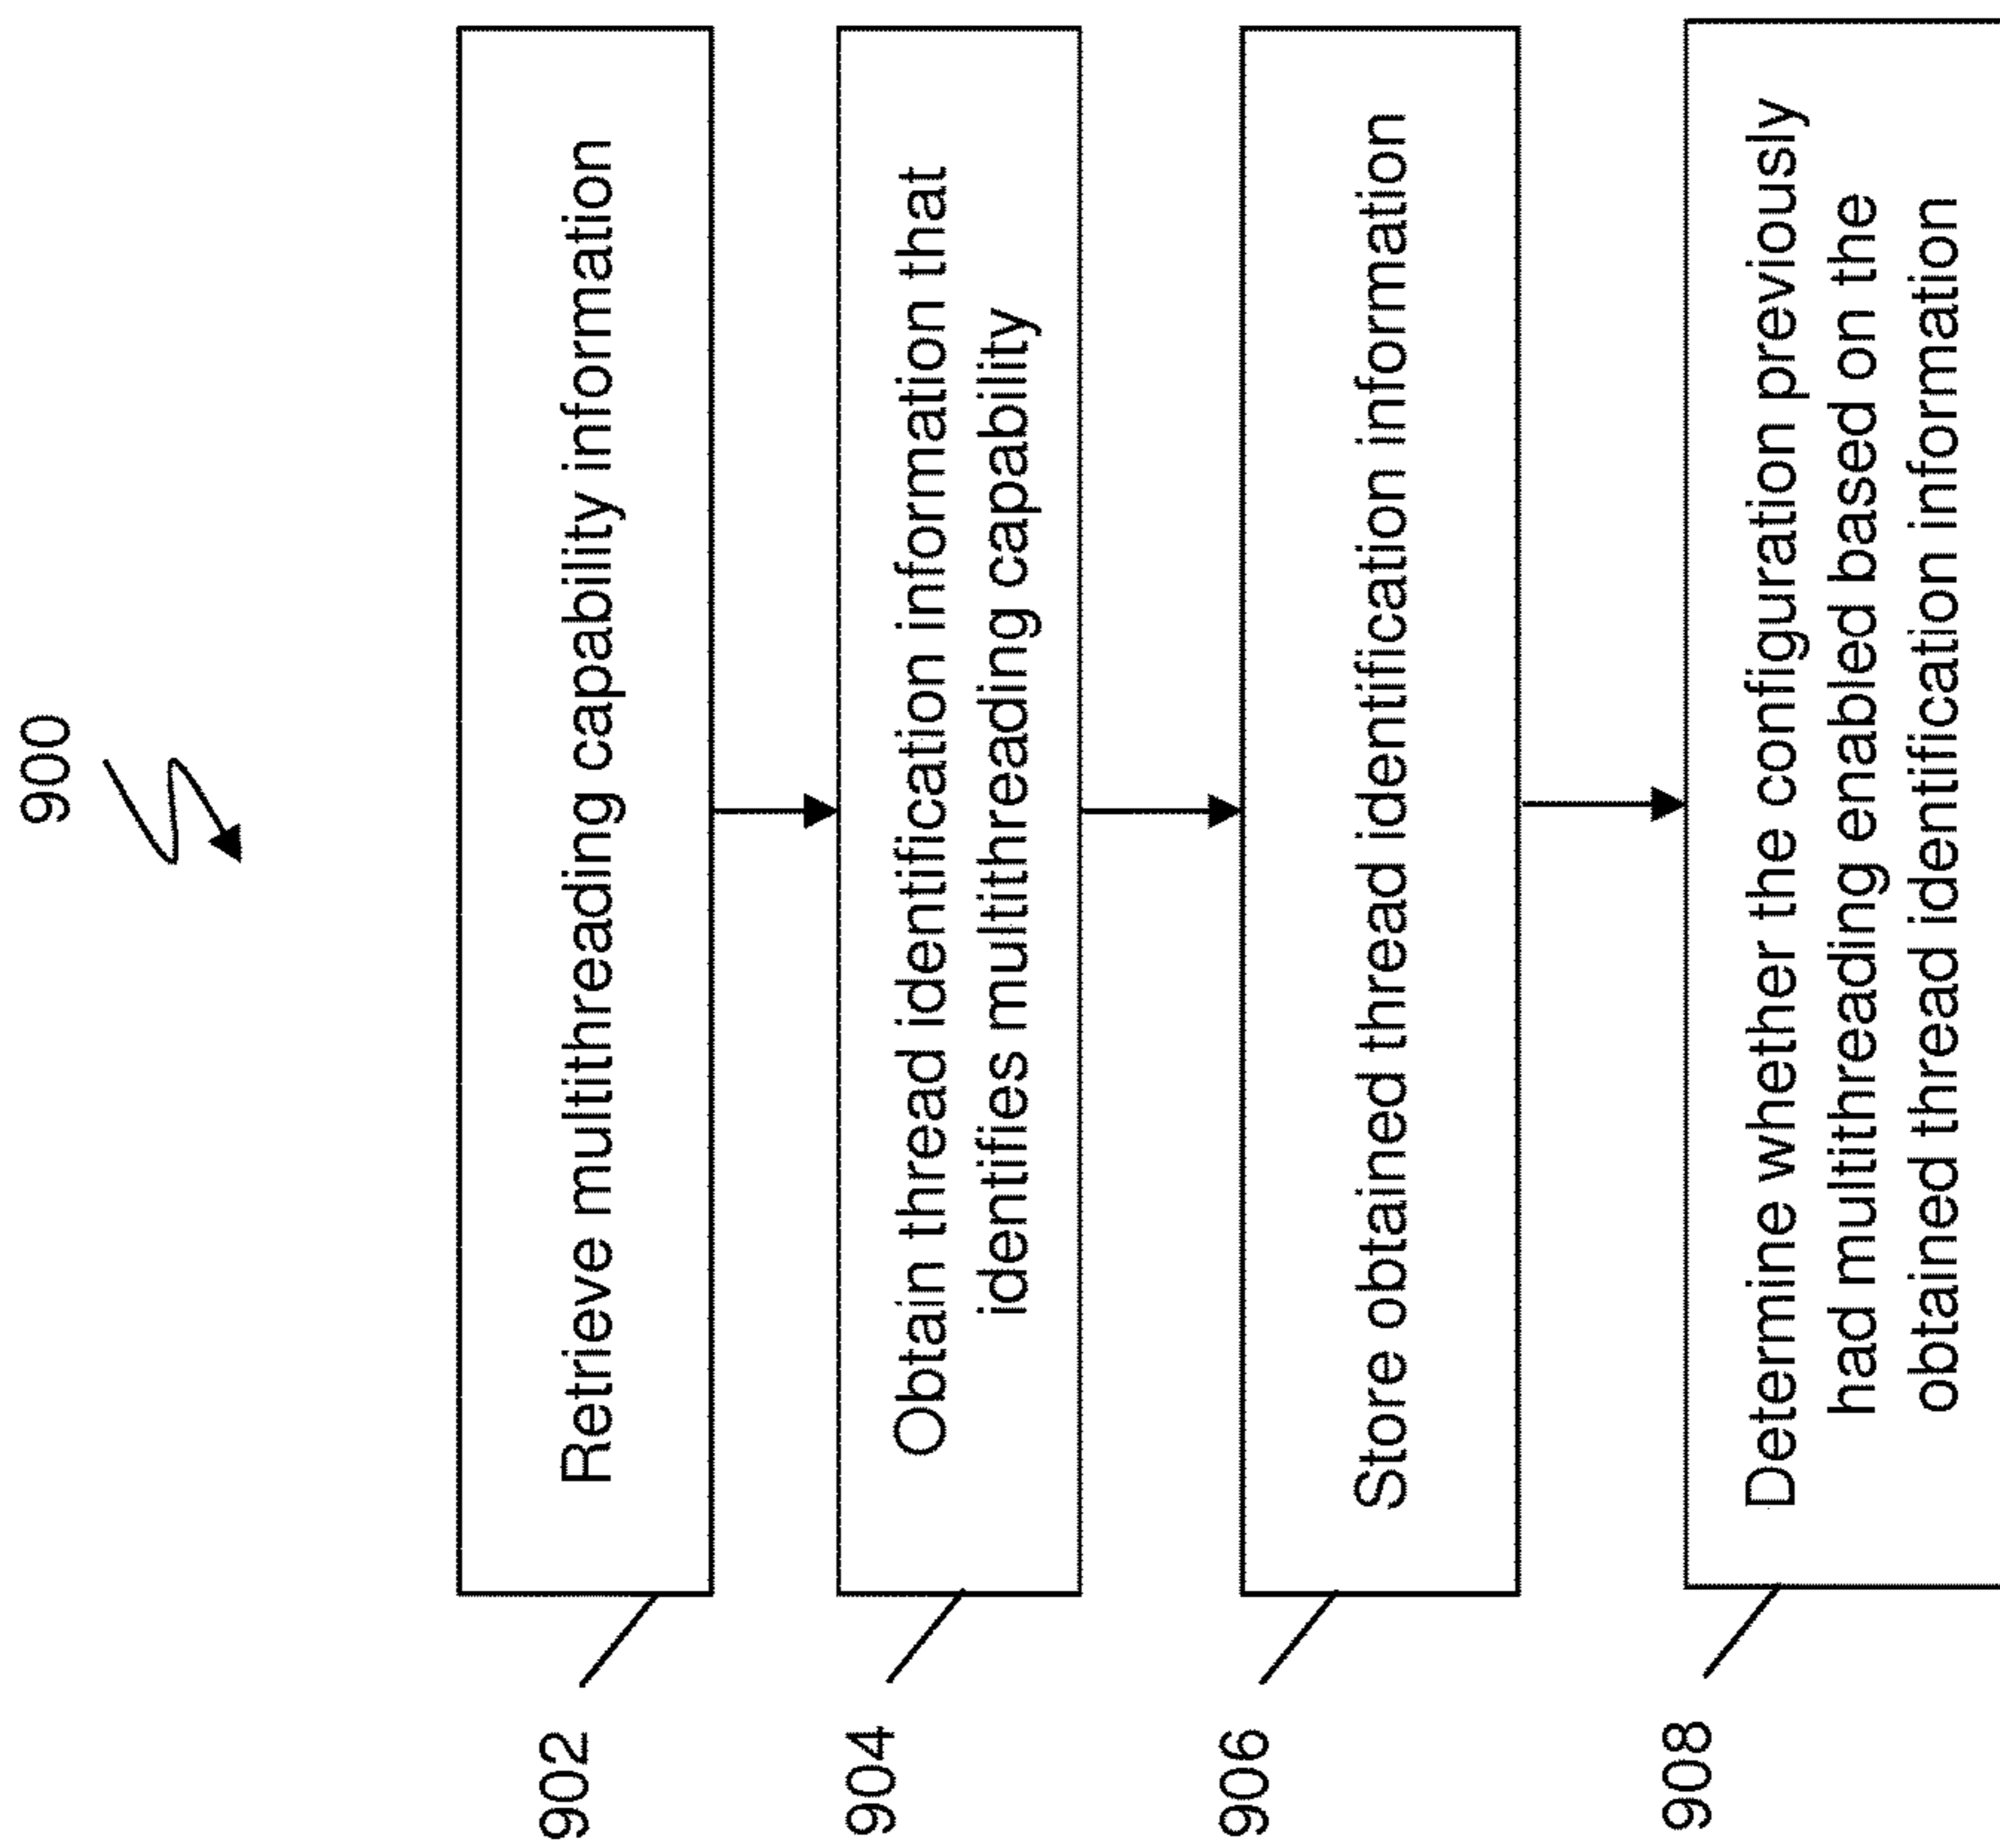 900
902
Retrieve multithreading capability information
904
Obtain thread identification information that
identifies multithreading capability
906
Store obtained thread identification information
908
Determine whether the configuration previously
had multithreading enabled based on the
obtained thread identification information